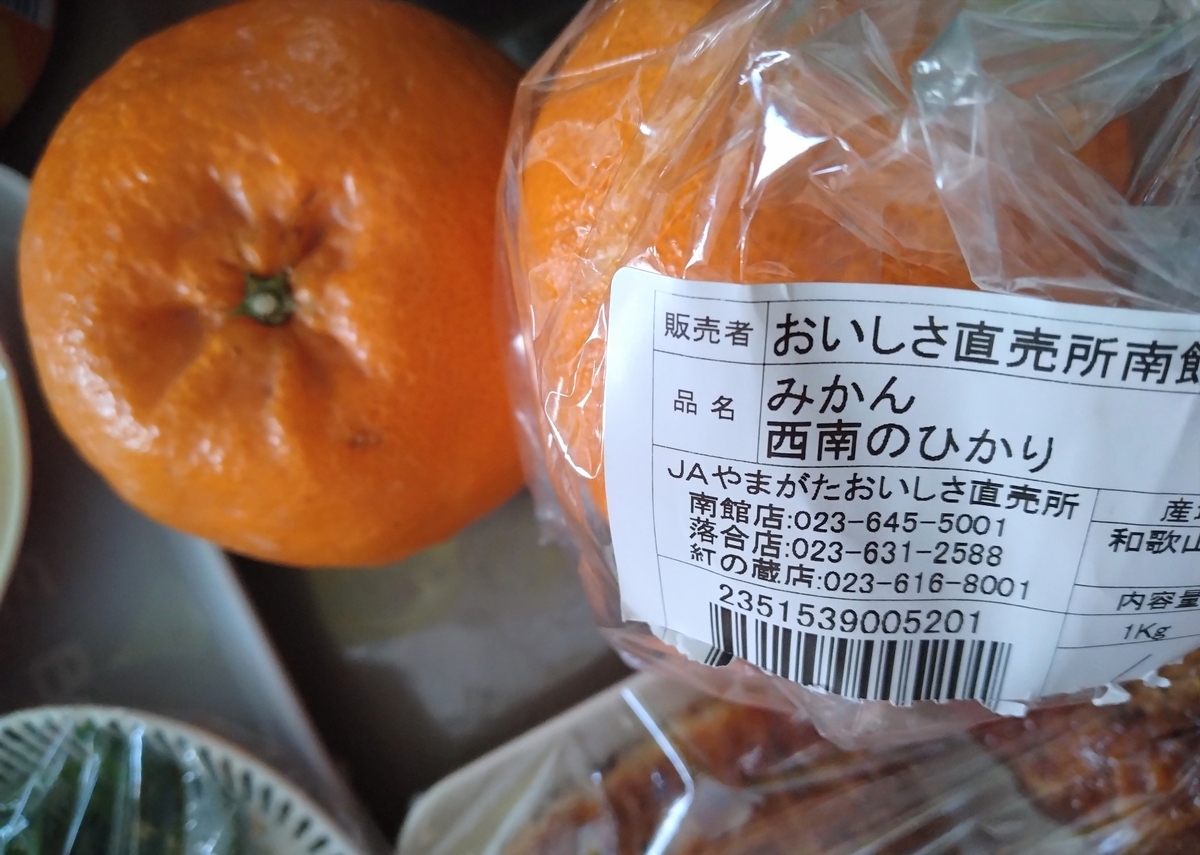 販売者 おいしさ直売所南館
品名 みかん
西南のひかり
JAやまがたおいしさ直売所
南館店:023-645-5001
落合店:023-631-2588
紅の蔵店:023-616-8001
2351539005201
産地
和歌山
内容量
1Kg